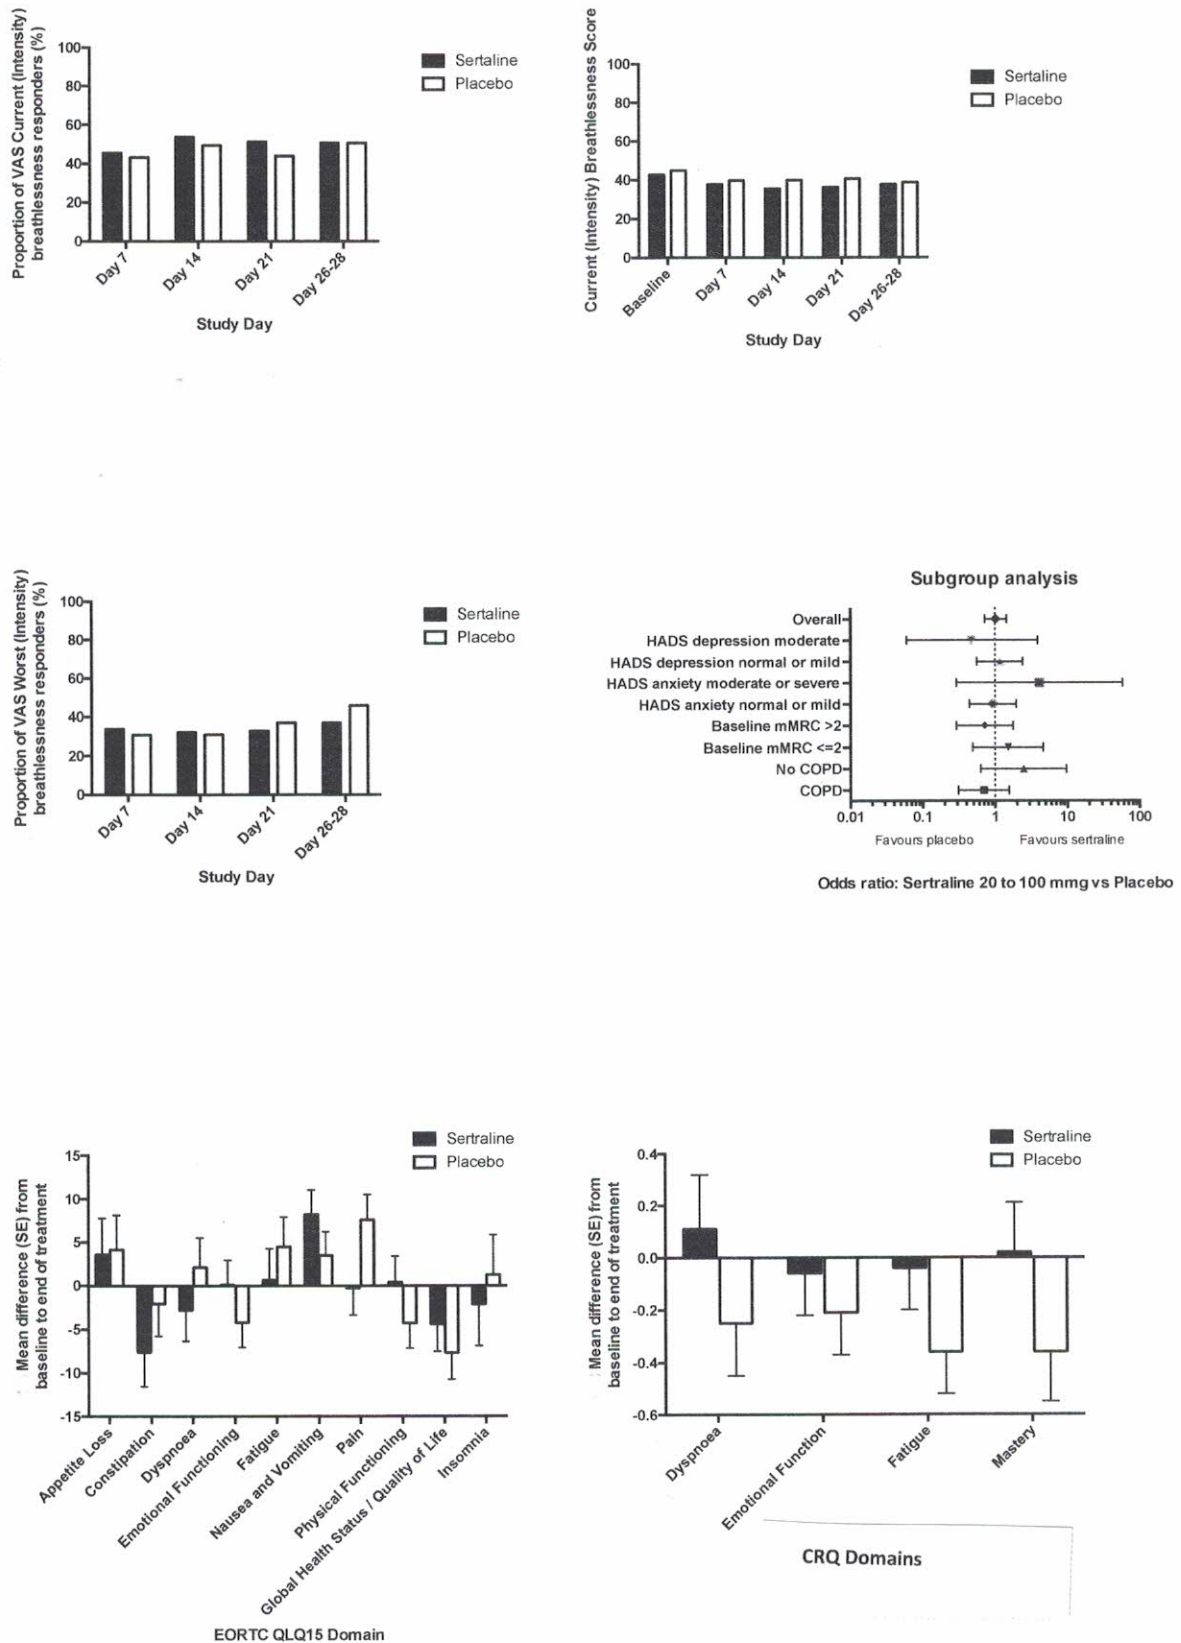 Proportion of VAS Current (Intensity)
breathlessness responders (%)
100
80
60
40
20
0
Sertaline
Placebo
Day 7
Day 14
Day 21
Day 26-28
Study Day
Current (Intensity) Breathlessness Score
100
80
60
40
20
0
Sertaline
Placebo
Baseline
Day 7
Day 14
Day 21
Day 26-28
Study Day
Proportion of VAS Worst (Intensity)
breathlessness responders (%)
100
80
60
40
20
0
Sertaline
Placebo
Day 7
Day 14
Day 21
Day 26-28
Study Day
Subgroup analysis
Overall
HADS depression moderate
HADS depression normal or mild
HADS anxiety moderate or severe
HADS anxiety normal or mild
Baseline mMRC >2
Baseline mMRC <=2
No COPD
COPD
0.01 0.1 1 10 100
Favours placebo Favours sertraline
Odds ratio: Sertraline 20 to 100 mmg vs Placebo
Mean difference (SE) from
baseline to end of treatment
15
10
5
0
-5
-10
-15
Sertraline
Placebo
Appetite Loss
Constipation
Dyspnoea
Emotional Functioning
Fatigue
Nausea and Vomiting
Pain
Physical Functioning
Global Health Status / Quality of Life
Insomnia
EORTC QLQ15 Domain
Mean difference (SE) from
baseline to end of treatment
0.4
0.2
0.0
-0.2
-0.4
-0.6
Sertraline
Placebo
Dyspnoea
Emotional Function
Fatigue
Mastery
CRQ Domains